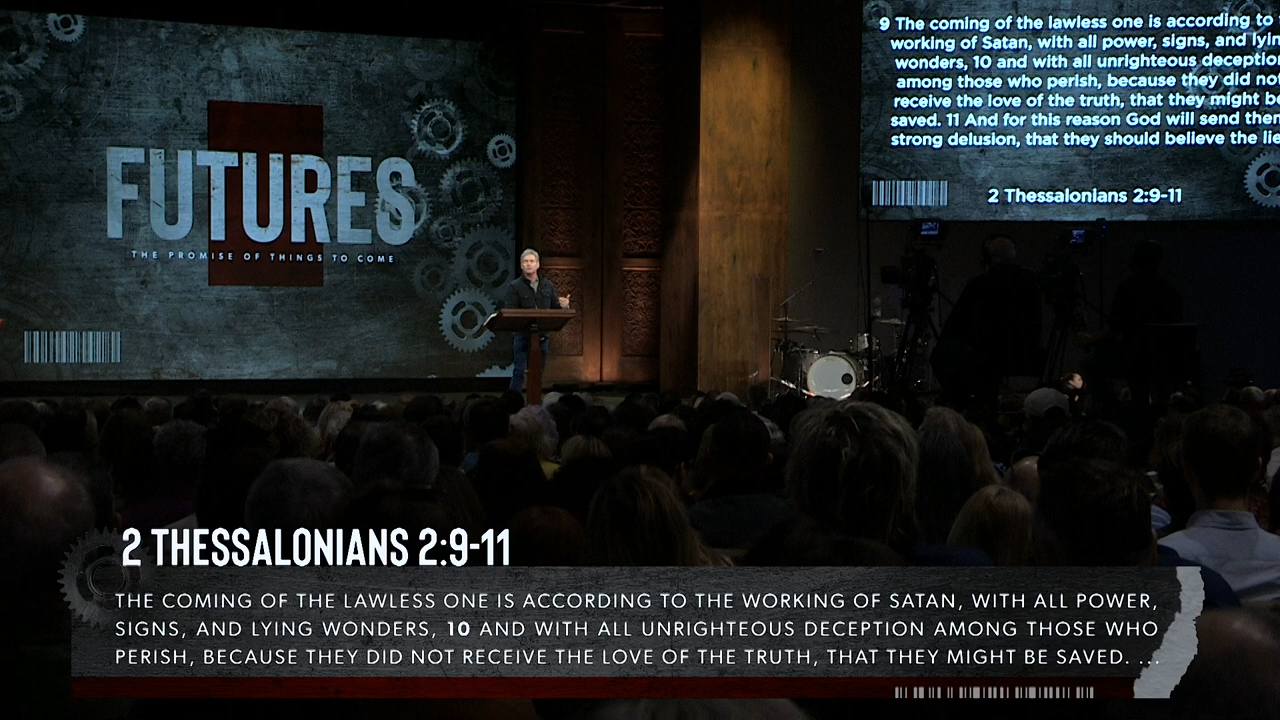 FUTURES
THE PROMISE OF THINGS TO COME
9 The coming of the lawless one is according to
working of Satan, with all power, signs, and lyin
wonders, 10 and with all unrighteous deception
among those who perish, because they did not
receive the love of the truth, that they might be
saved. 11 And for this reason God will send them
strong delusion, that they should believe the lie
2 Thessalonians 2:9-11
2 THESSALONIANS 2:9-11
THE COMING OF THE LAWLESS ONE IS ACCORDING TO THE WORKING OF SATAN, WITH ALL POWER,
SIGNS, AND LYING WONDERS, 10 AND WITH ALL UNRIGHTEOUS DECEPTION AMONG THOSE WHO
PERISH, BECAUSE THEY DID NOT RECEIVE THE LOVE OF THE TRUTH, THAT THEY MIGHT BE SAVED. ...